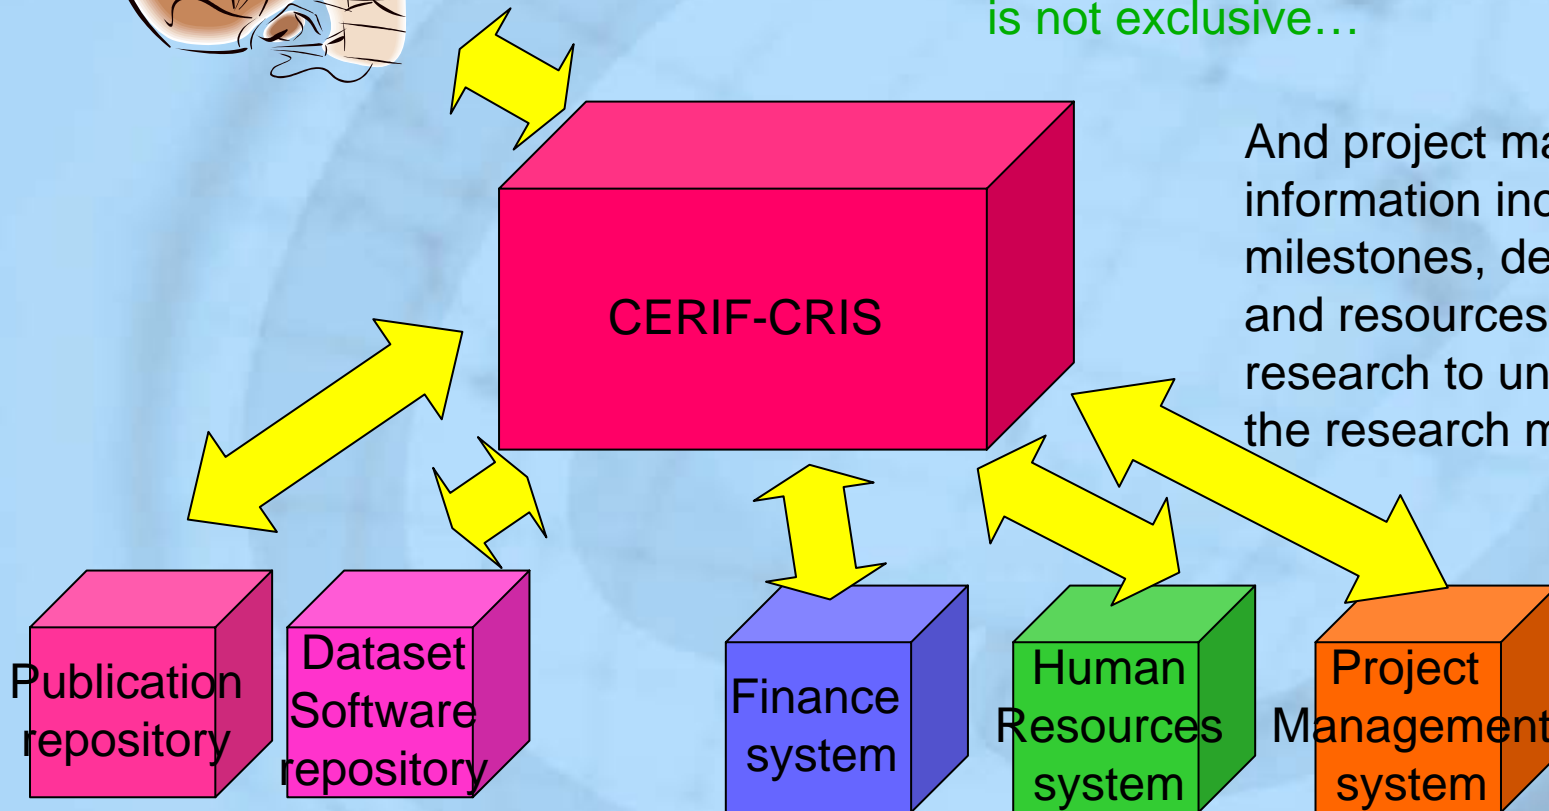 is not exclusive…
And project ma
information inc
milestones, de
and resources
research to un
the research m
CERIF-CRIS
Publication
repository
Dataset
Software
repository
Finance
system
Human
Resources
system
Project
Management
system